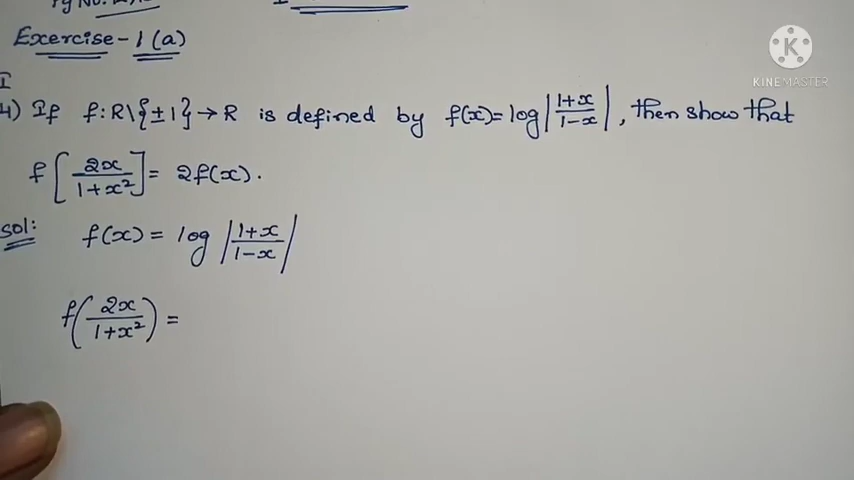 Exercise-1(a)
I
4) If f: R\{±1}→R is defined by f(x)=log|1+x/1-x|, then show that
f[2x/1+x²]= 2f(x).
Sol: f(x) = log|1+x/1-x|
f(2x/1+x²) =
KINEMASTER